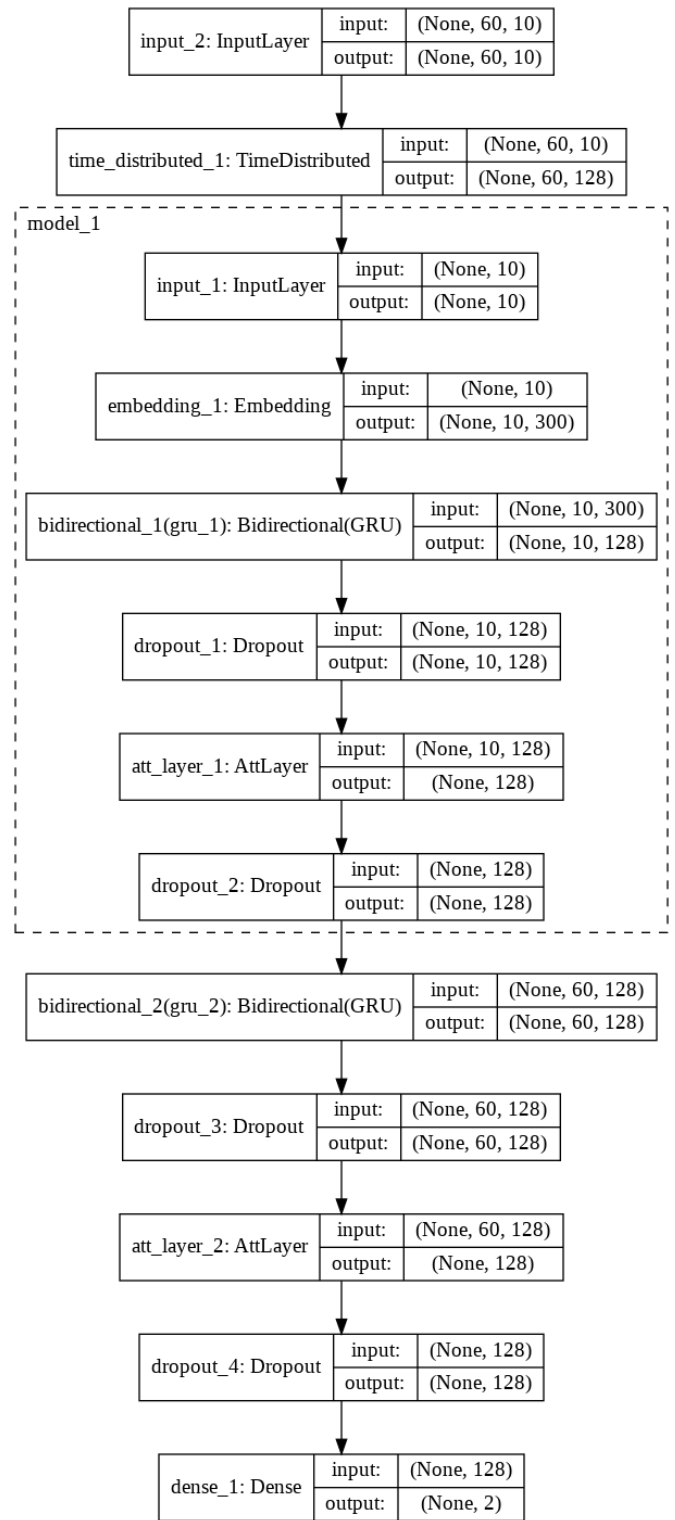 input_2: InputLayer
input: (None, 60, 10)
output: (None, 60, 10)
time_distributed_1: TimeDistributed
input: (None, 60, 10)
output: (None, 60, 128)
model_1
input_1: InputLayer
input: (None, 10)
output: (None, 10)
embedding_1: Embedding
input: (None, 10)
output: (None, 10, 300)
bidirectional_1(gru_1): Bidirectional(GRU)
input: (None, 10, 300)
output: (None, 10, 128)
dropout_1: Dropout
input: (None, 10, 128)
output: (None, 10, 128)
att_layer_1: AttLayer
input: (None, 10, 128)
output: (None, 128)
dropout_2: Dropout
input: (None, 128)
output: (None, 128)
bidirectional_2(gru_2): Bidirectional(GRU)
input: (None, 60, 128)
output: (None, 60, 128)
dropout_3: Dropout
input: (None, 60, 128)
output: (None, 60, 128)
att_layer_2: AttLayer
input: (None, 60, 128)
output: (None, 128)
dropout_4: Dropout
input: (None, 128)
output: (None, 128)
dense_1: Dense
input: (None, 128)
output: (None, 2)